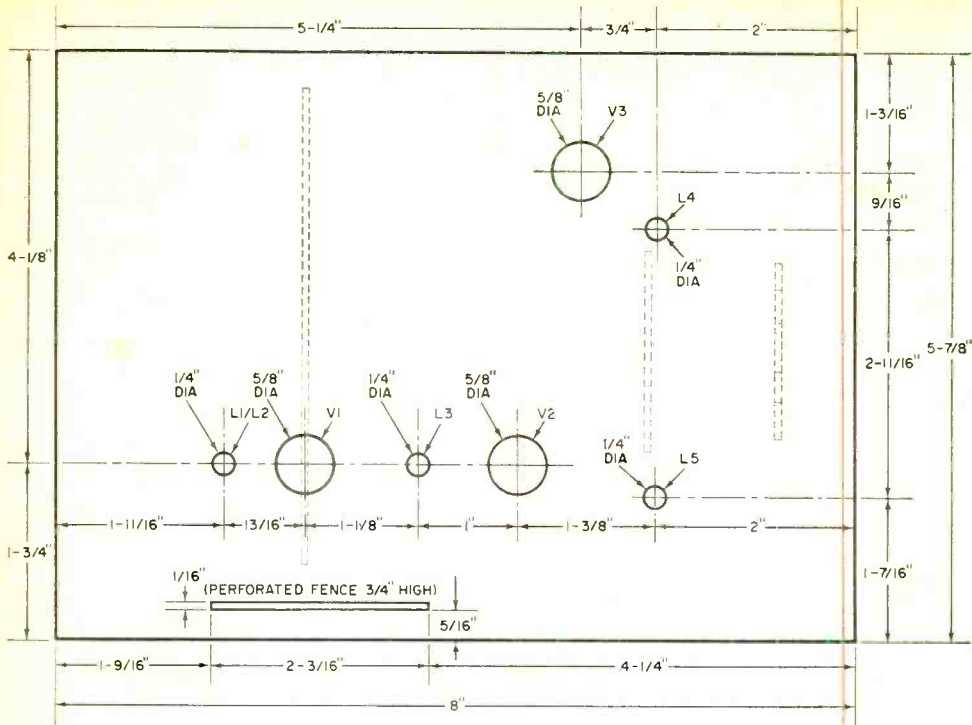 5-1/4"
3/4"
2"
5/8"
DIA
V3
1-3/16"
9/16"
L4
1/4"
DIA
4-1/8"
2-11/16"
5-7/8"
1/4"
DIA
L1/L2
5/8"
DIA
V1
1/4"
DIA
L3
5/8"
DIA
V2
1/4"
DIA
L5
1-11/16"
13/16"
1-1/8"
1"
1-3/8"
2"
1-3/4"
1-7/16"
1/16"
(PERFORATED FENCE 3/4" HIGH)
5/16"
1-9/16"
2-3/16"
4-1/4"
8"